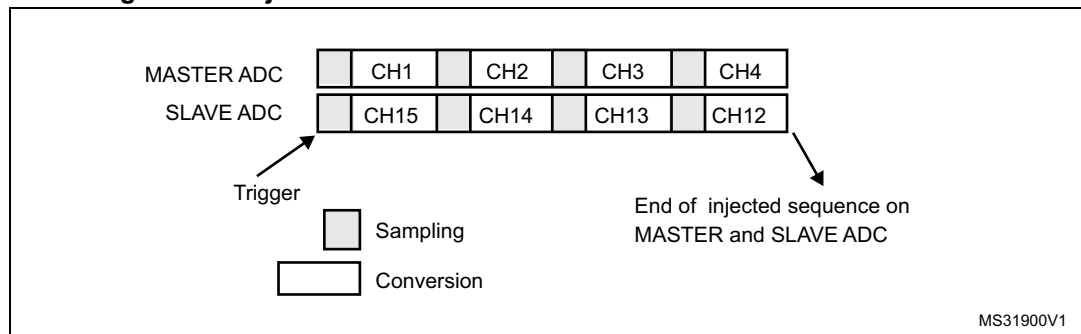 MASTER ADC CH1 CH2 CH3 CH4
SLAVE ADC CH15 CH14 CH13 CH12
Trigger
End of injected sequence on
MASTER and SLAVE ADC
Sampling
Conversion
MS31900V1